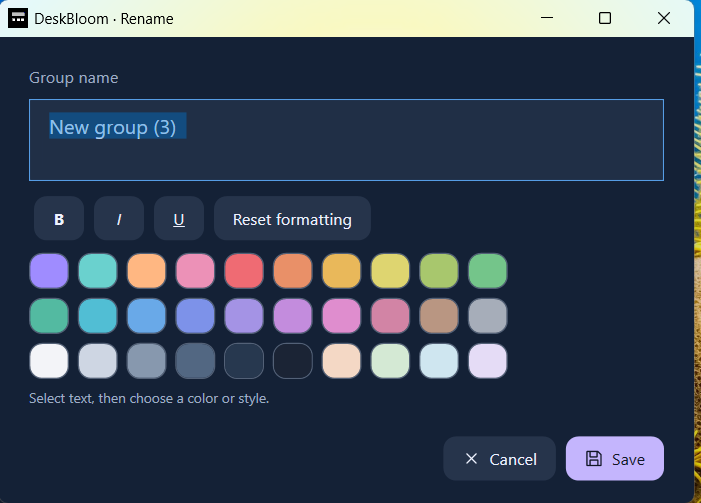 DeskBloom · Rename
Group name
New group (3)
B I U Reset formatting
Select text, then choose a color or style.
Cancel Save